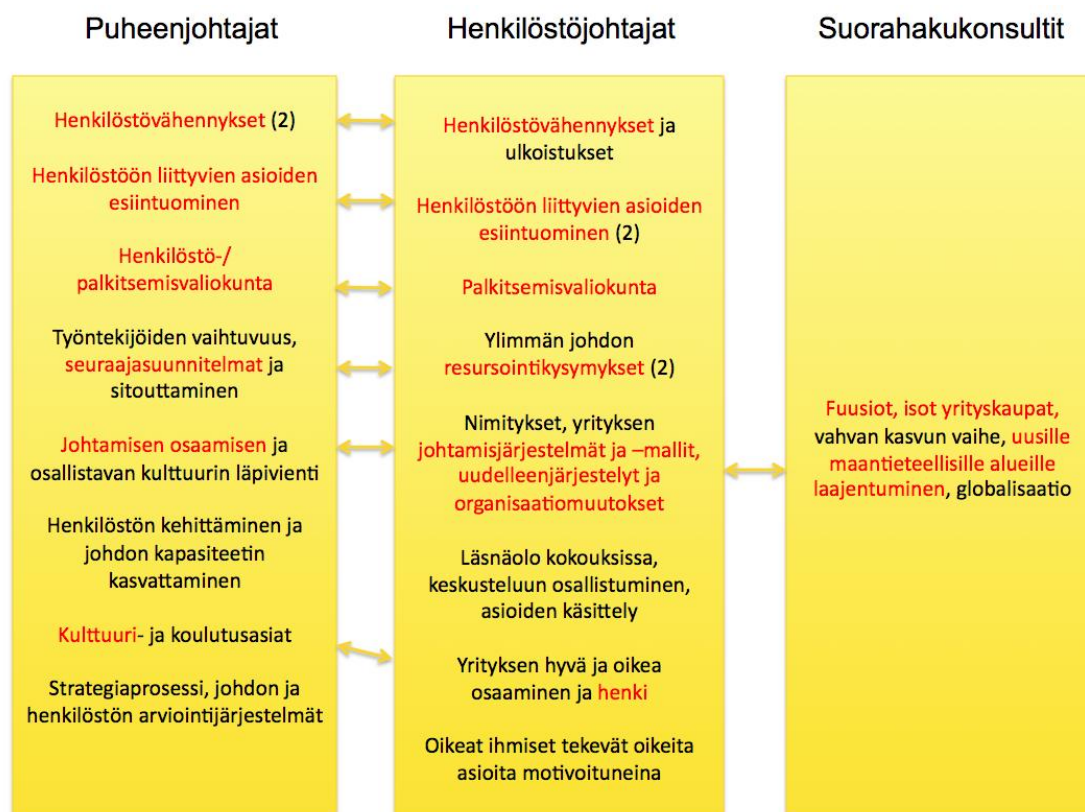 Puheenjohtajat
Henkilöstövähennykset (2)
Henkilöstöön liittyvien asioiden
esiintuominen
Henkilöstö-/
palkitsemisvaliokunta
Työntekijöiden vaihtuvuus,
seuraajasuunnitelmat ja
sitouttaminen
Johtamisen osaamisen ja
osallistavan kulttuurin läpivienti
Henkilöstön kehittäminen ja
johdon kapasiteetin
kasvattaminen
Kulttuuri- ja koulutusasiat
Strategiaprosessi, johdon ja
henkilöstön arviointijärjestelmät
Henkilöstöjohtajat
Henkilöstövähennykset ja
ulkoistukset
Henkilöstöön liittyvien asioiden
esiintuominen (2)
Palkitsemisvaliokunta
Ylimmän johdon
resursointikysymykset (2)
Nimitykset, yrityksen
johtamisjärjestelmät ja –mallit,
uudelleenjärjestelyt ja
organisaatiomuutokset
Läsnäolo kokouksissa,
keskusteluun osallistuminen,
asioiden käsittely
Yrityksen hyvä ja oikea
osaaminen ja henki
Oikeat ihmiset tekevät oikeita
asioita motivoituneina
Suorahakukonsultit
Fuusiot, isot yrityskaupat,
vahvan kasvun vaihe, uusille
maantieteellisille alueille
laajentuminen, globalisaatio